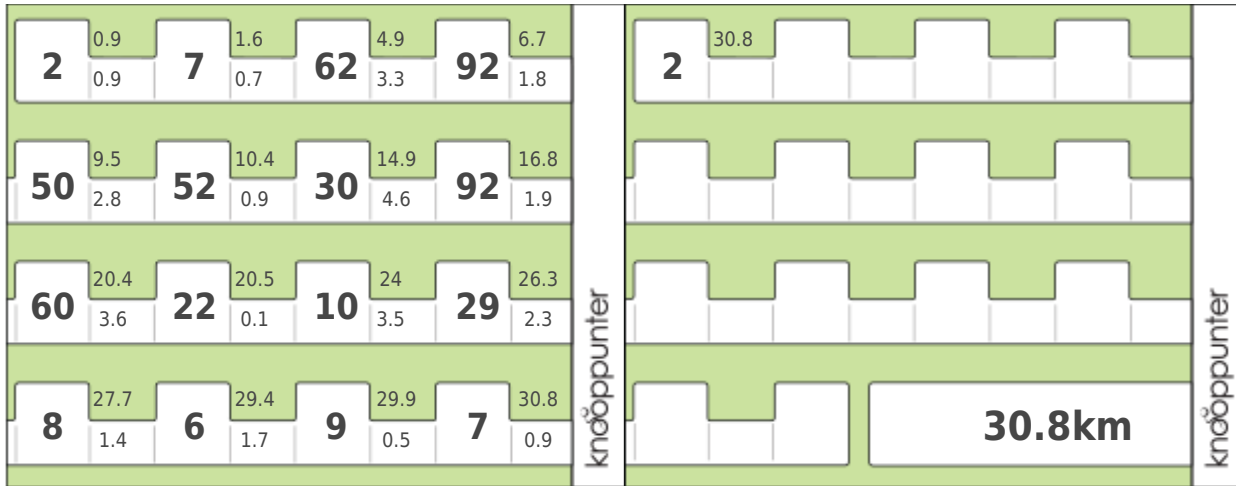 0.9 1.6 4.9 6.7
2 7 62 92
0.9 0.7 3.3 1.8
9.5 10.4 14.9 16.8
50 52 30 92
2.8 0.9 4.6 1.9
20.4 20.5 24 26.3
60 22 10 29
3.6 0.1 3.5 2.3
27.7 29.4 29.9 30.8
8 6 9 7
1.4 1.7 0.5 0.9
knooppunter
30.8
2
30.8km
knooppunter